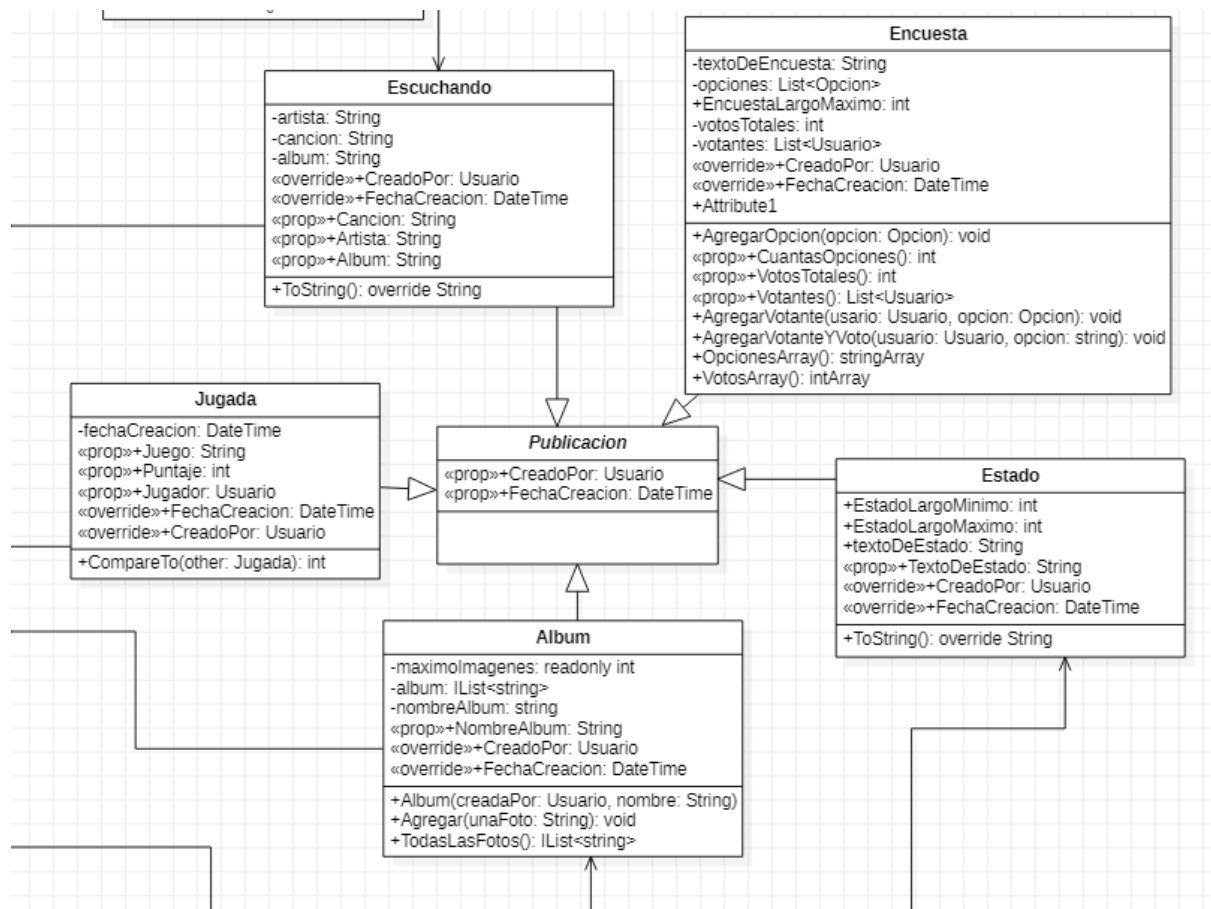 Encuesta
-textoDeEncuesta: String
-opciones: List<Opcion>
+EncuestaLargoMaximo: int
-votosTotales: int
-votantes: List<Usuario>
«override»+CreadoPor: Usuario
«override»+FechaCreacion: DateTime
+Attribute1
+AgregarOpcion(opcion: Opcion): void
«prop»+CuantasOpciones(): int
«prop»+VotosTotales(): int
«prop»+Votantes(): List<Usuario>
+AgregarVotante(usario: Usuario, opcion: Opcion): void
+AgregarVotanteYVoto(usuario: Usuario, opcion: string): void
+OpcionesArray(): stringArray
+VotosArray(): intArray
Escuchando
-artista: String
-cancion: String
-album: String
«override»+CreadoPor: Usuario
«override»+FechaCreacion: DateTime
«prop»+Cancion: String
«prop»+Artista: String
«prop»+Album: String
+ToString(): override String
Jugada
-fechaCreacion: DateTime
«prop»+Juego: String
«prop»+Puntaje: int
«prop»+Jugador: Usuario
«override»+FechaCreacion: DateTime
«override»+CreadoPor: Usuario
+CompareTo(other: Jugada): int
Publicacion
«prop»+CreadoPor: Usuario
«prop»+FechaCreacion: DateTime
Estado
+EstadoLargoMinimo: int
+EstadoLargoMaximo: int
+textoDeEstado: String
«prop»+TextoDeEstado: String
«override»+CreadoPor: Usuario
«override»+FechaCreacion: DateTime
+ToString(): override String
Album
-maximoImagenes: readonly int
-album: IList<string>
-nombreAlbum: string
«prop»+NombreAlbum: String
«override»+CreadoPor: Usuario
«override»+FechaCreacion: DateTime
+Album(creadaPor: Usuario, nombre: String)
+Agregar(unaFoto: String): void
+TodasLasFotos(): IList<string>